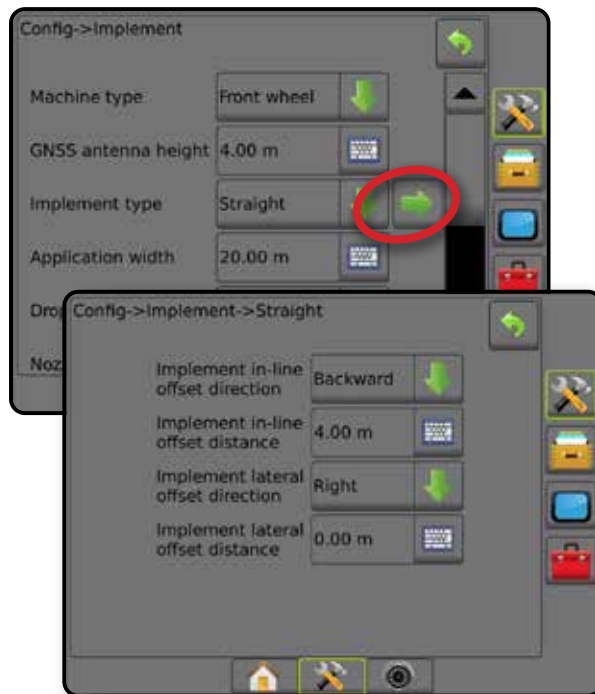 Config->Implement
Machine type
Front wheel
GNSS antenna height
4.00 m
Implement type
Straight
Application width
20.00 m
Config->Implement->Straight
Implement in-line
offset direction
Backward
Implement in-line
offset distance
4.00 m
Implement lateral
offset direction
Right
Implement lateral
offset distance
0.00 m